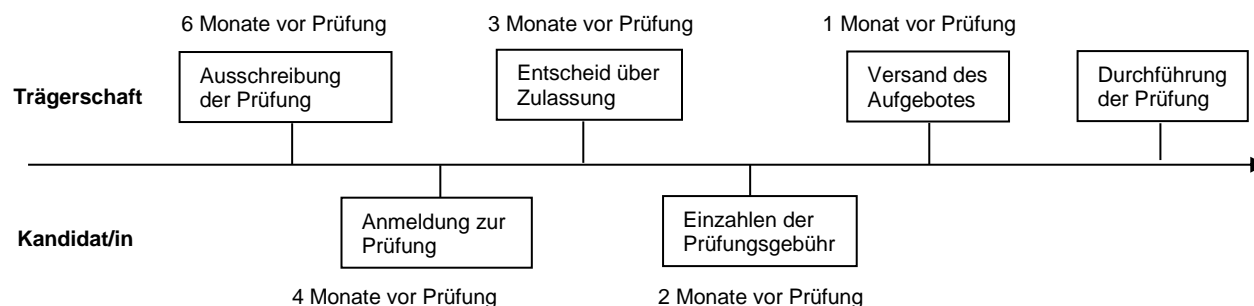 6 Monate vor Prüfung
3 Monate vor Prüfung
1 Monat vor Prüfung
Trägerschaft
Ausschreibung
der Prüfung
Entscheid über
Zulassung
Versand des
Aufgebotes
Durchführung
der Prüfung
Kandidat/in
Anmeldung zur
Prüfung
Einzahlen der
Prüfungsgebühr
4 Monate vor Prüfung
2 Monate vor Prüfung